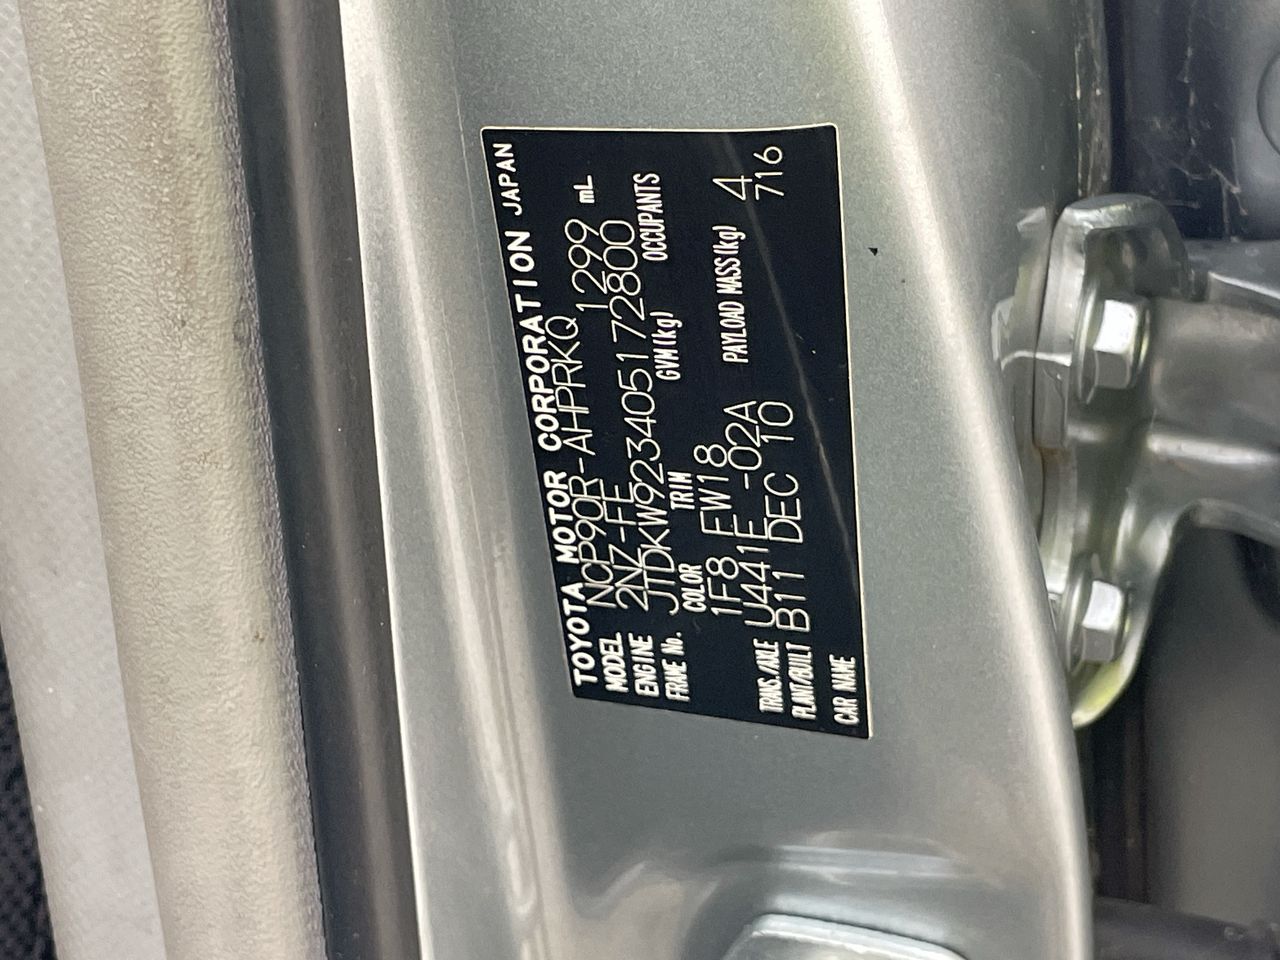 TOYOTA MOTOR CORPORATION JAPAN
MODEL NCP90R-AHPRKQ
ENGINE 2NZ-FE 1299 mL
FRAME No. JTDKW923405172800
COLOR TRIM GVM(kg) OCCUPANTS
1F8 FW18
TRANS./AXLE U441E -02A PAYLOAD MASS(kg) 4
PLANT/BUILT B11 DEC 10 716
CAR NAME